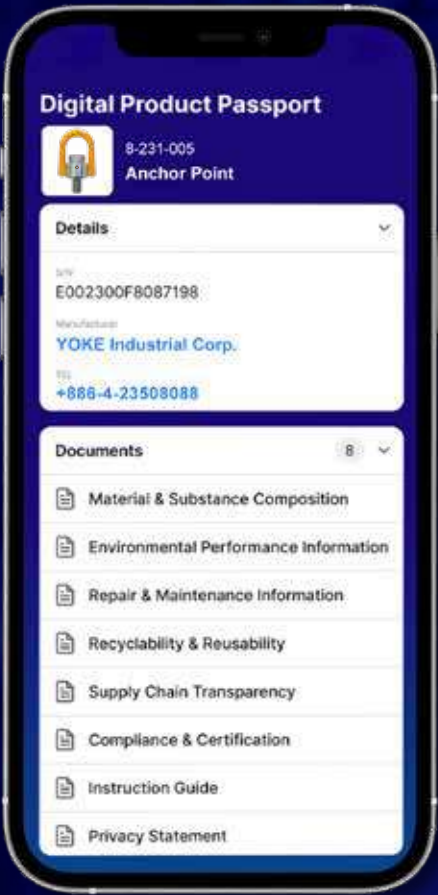 Digital Product Passport
8-231-005
Anchor Point
Details
S/N
E002300F8087198
Manufacturer
YOKE Industrial Corp.
TEL
+886-4-23508088
Documents
8
Material & Substance Composition
Environmental Performance Information
Repair & Maintenance Information
Recyclability & Reusability
Supply Chain Transparency
Compliance & Certification
Instruction Guide
Privacy Statement